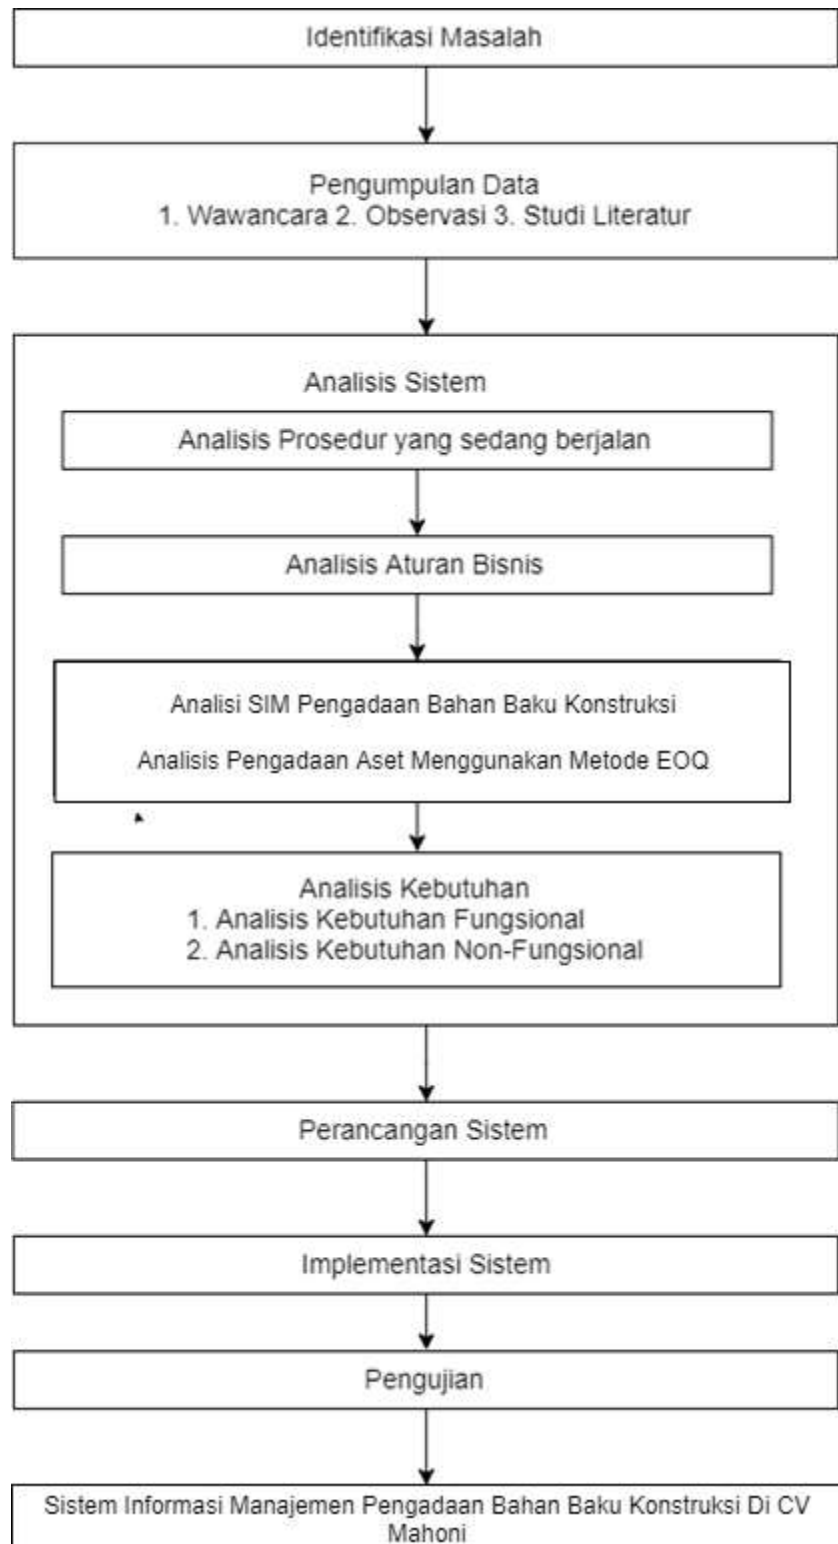 Identifikasi Masalah
Pengumpulan Data
1. Wawancara 2. Observasi 3. Studi Literatur
Analisis Sistem
Analisis Prosedur yang sedang berjalan
Analisis Aturan Bisnis
Analisi SIM Pengadaan Bahan Baku Konstruksi
Analisis Pengadaan Aset Menggunakan Metode EOQ
Analisis Kebutuhan
1. Analisis Kebutuhan Fungsional
2. Analisis Kebutuhan Non-Fungsional
Perancangan Sistem
Implementasi Sistem
Pengujian
Sistem Informasi Manajemen Pengadaan Bahan Baku Konstruksi Di CV
Mahoni